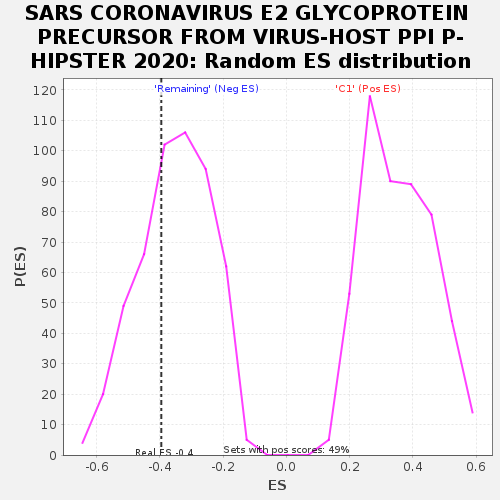 SARS CORONAVIRUS E2 GLYCOPROTEIN
PRECURSOR FROM VIRUS-HOST PPI P-
HIPSTER 2020: Random ES distribution
'Remaining' (Neg ES)
'C1' (Pos ES)
120
110
100
90
80
70
60
50
40
30
20
10
0
P(ES)
Real ES -0.4
Sets with pos scores: 49%
-0.6
-0.4
-0.2
0.0
0.2
0.4
0.6
ES